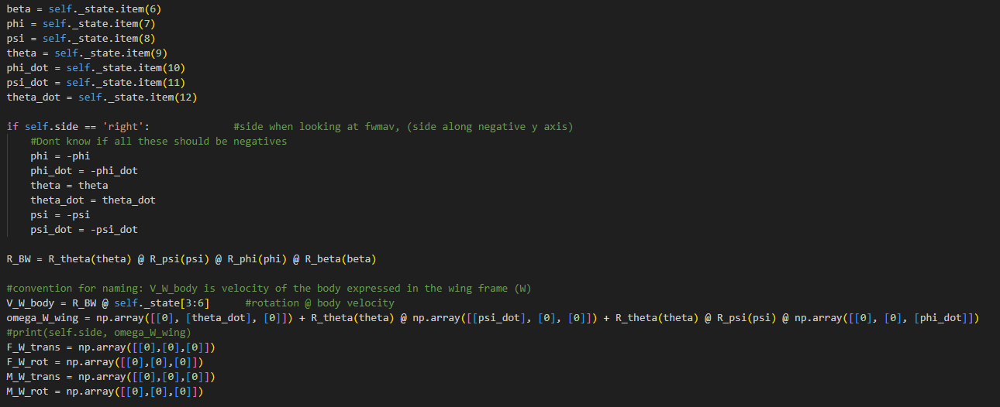 beta = self._state.item(6)
phi = self._state.item(7)
psi = self._state.item(8)
theta = self._state.item(9)
phi_dot = self._state.item(10)
psi_dot = self._state.item(11)
theta_dot = self._state.item(12)

if self.side == 'right':              #side when looking at fwmav, (side along negative y axis)
    #Dont know if all these should be negatives
    phi = -phi
    phi_dot = -phi_dot
    theta = theta
    theta_dot = theta_dot
    psi = -psi
    psi_dot = -psi_dot

R_BW = R_theta(theta) @ R_psi(psi) @ R_phi(phi) @ R_beta(beta)

#convention for naming: V_W_body is velocity of the body expressed in the wing frame (W)
V_W_body = R_BW @ self._state[3:6]      #rotation @ body velocity
omega_W_wing = np.array([[0], [theta_dot], [0]]) + R_theta(theta) @ np.array([[psi_dot], [0], [0]]) + R_theta(theta) @ R_psi(psi) @ np.array([[0], [0], [phi_dot]])
#print(self.side, omega_W_wing)
F_W_trans = np.array([[0],[0],[0]])
F_W_rot = np.array([[0],[0],[0]])
M_W_trans = np.array([[0],[0],[0]])
M_W_rot = np.array([[0],[0],[0]])